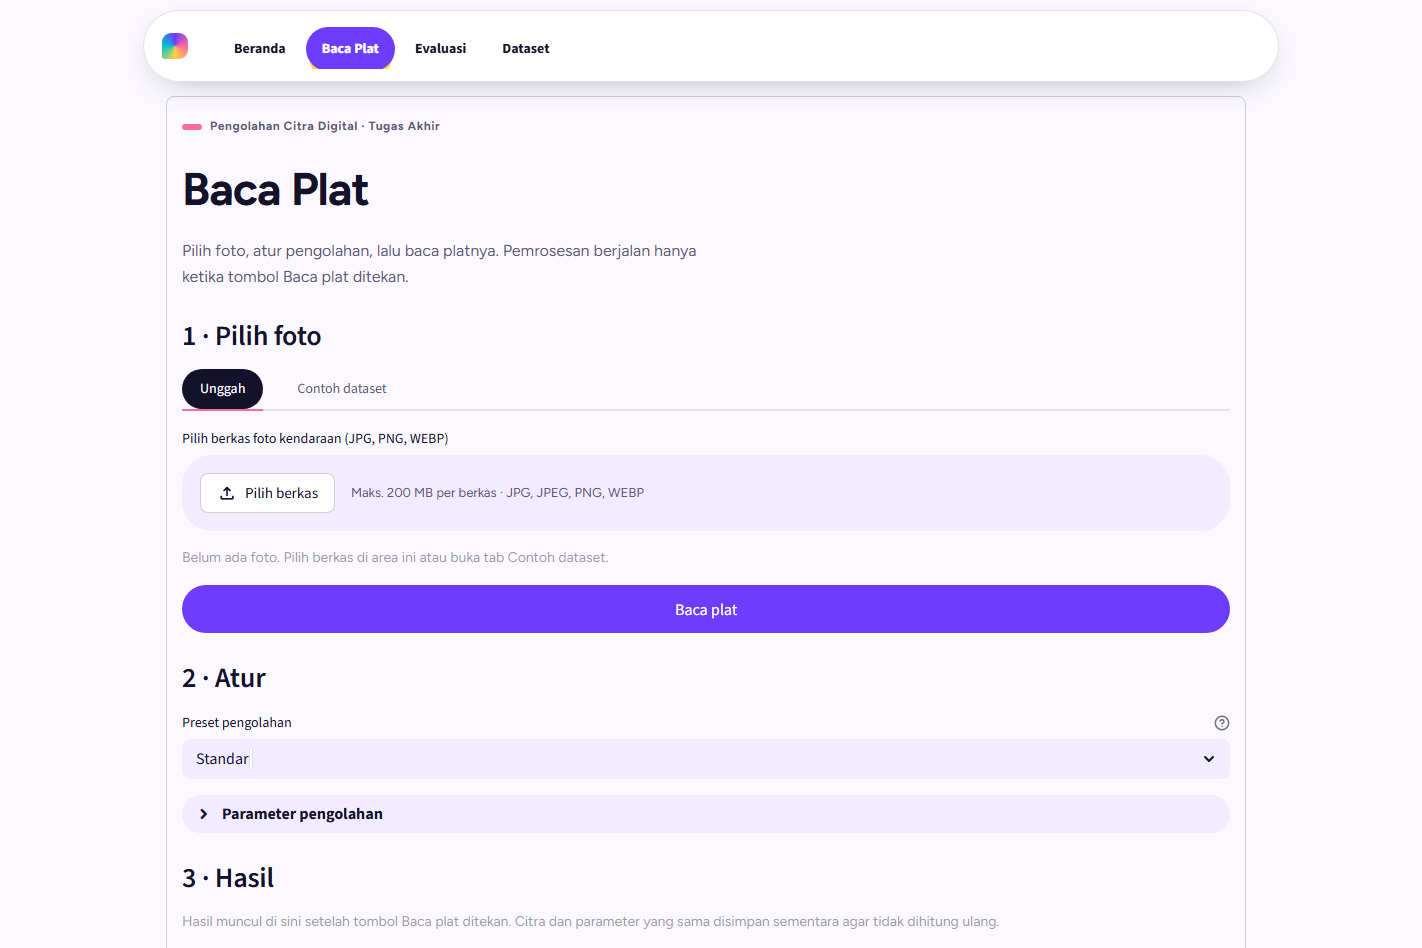 Beranda
Baca Plat
Evaluasi
Dataset
Pengolahan Citra Digital · Tugas Akhir
Baca Plat
Pilih foto, atur pengolahan, lalu baca platnya. Pemrosesan berjalan hanya
ketika tombol Baca plat ditekan.
1 · Pilih foto
Unggah
Contoh dataset
Pilih berkas foto kendaraan (JPG, PNG, WEBP)
Pilih berkas
Maks. 200 MB per berkas · JPG, JPEG, PNG, WEBP
Belum ada foto. Pilih berkas di area ini atau buka tab Contoh dataset.
Baca plat
2 · Atur
Preset pengolahan
Standar
Parameter pengolahan
3 · Hasil
Hasil muncul di sini setelah tombol Baca plat ditekan. Citra dan parameter yang sama disimpan sementara agar tidak dihitung ulang.